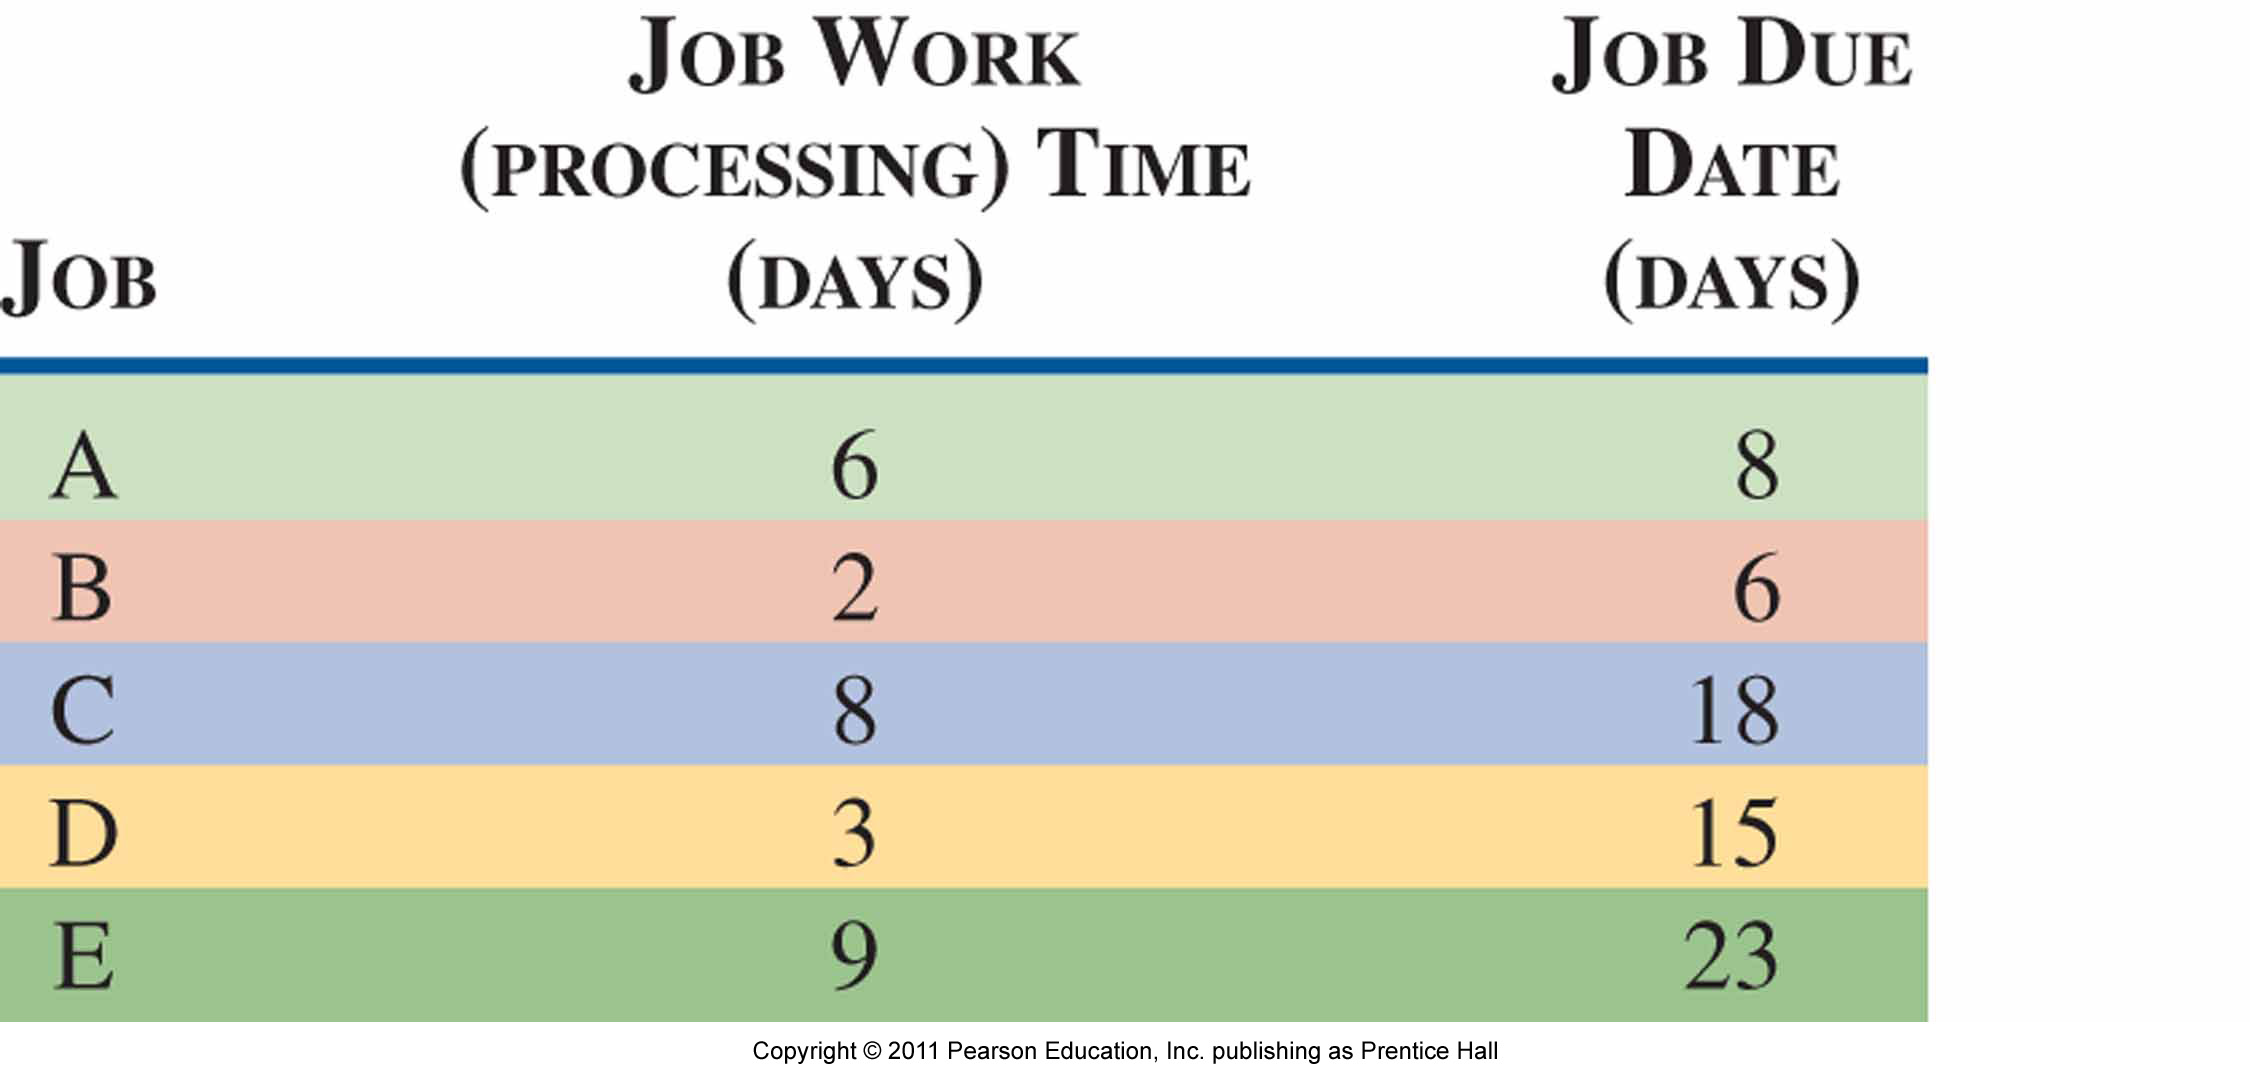 JOB WORK JOB DUE
(PROCESSING) TIME DATE
JOB (DAYS) (DAYS)
A 6 8
B 2 6
C 8 18
D 3 15
E 9 23
Copyright © 2011 Pearson Education, Inc. publishing as Prentice Hall